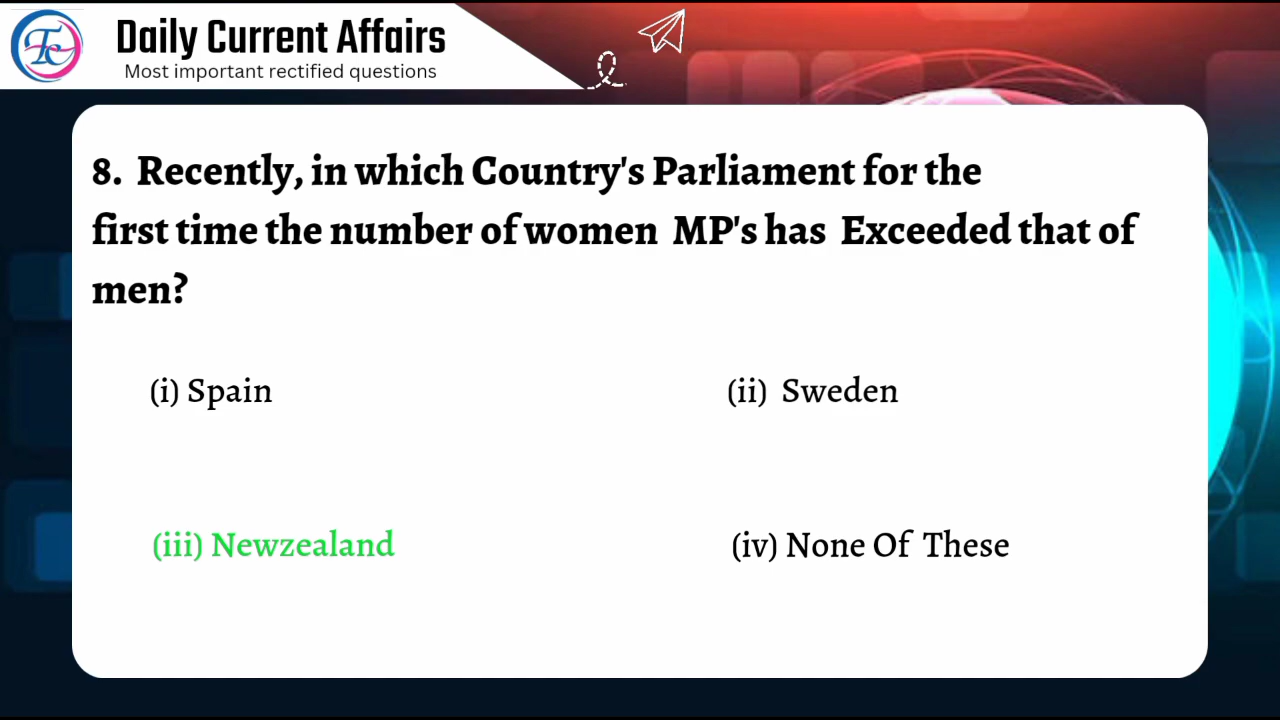 Daily Current Affairs
Most important rectified questions
8. Recently, in which Country's Parliament for the
first time the number of women MP's has Exceeded that of
men?
(i) Spain
(ii) Sweden
(iii) Newzealand
(iv) None Of These